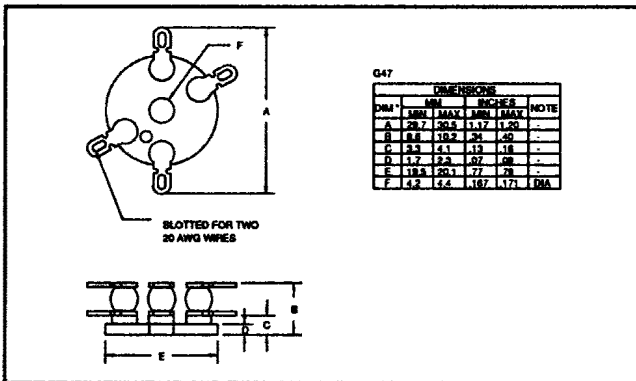 F
A
SLOTTED FOR TWO
20 AWG WIRES
B
C
D
E
G47
DIMENSIONS
DIM * MM INCHES NOTE
MIN MAX MIN MAX
A 29.7 30.5 1.17 1.20 -
B 8.6 10.2 .34 .40 -
C 3.3 4.1 .13 .16 -
D 1.7 2.3 .07 .09 -
E 19.5 20.1 .77 .79 -
F 4.2 4.4 .167 .171 DIA